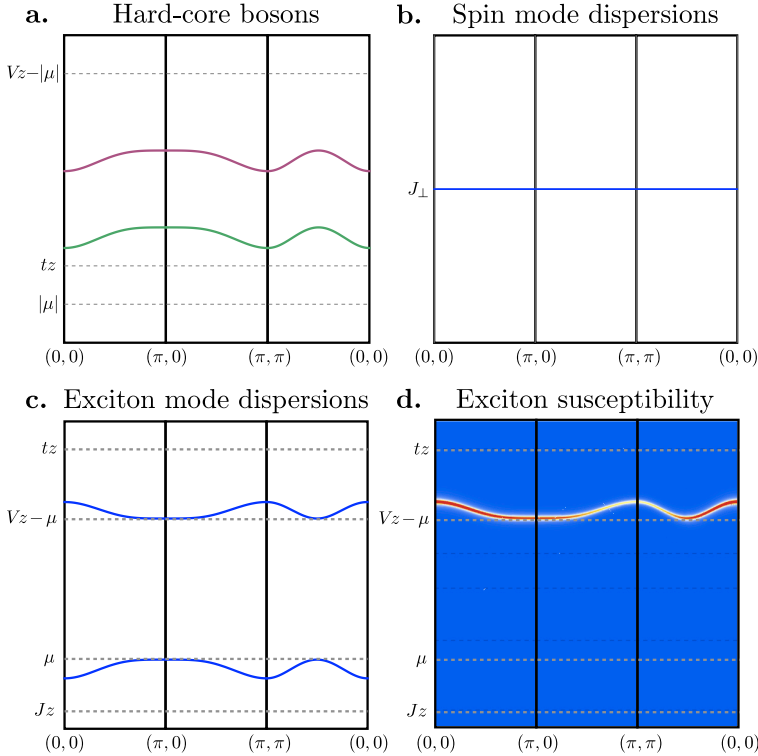 a. Hard-core bosons
Vz−|μ|
tz
|μ|
(0, 0) (π, 0) (π, π) (0, 0)
b. Spin mode dispersions
J⊥
(0, 0) (π, 0) (π, π) (0, 0)
c. Exciton mode dispersions
tz
Vz−μ
μ
Jz
(0, 0) (π, 0) (π, π) (0, 0)
d. Exciton susceptibility
tz
Vz−μ
μ
Jz
(0, 0) (π, 0) (π, π) (0, 0)